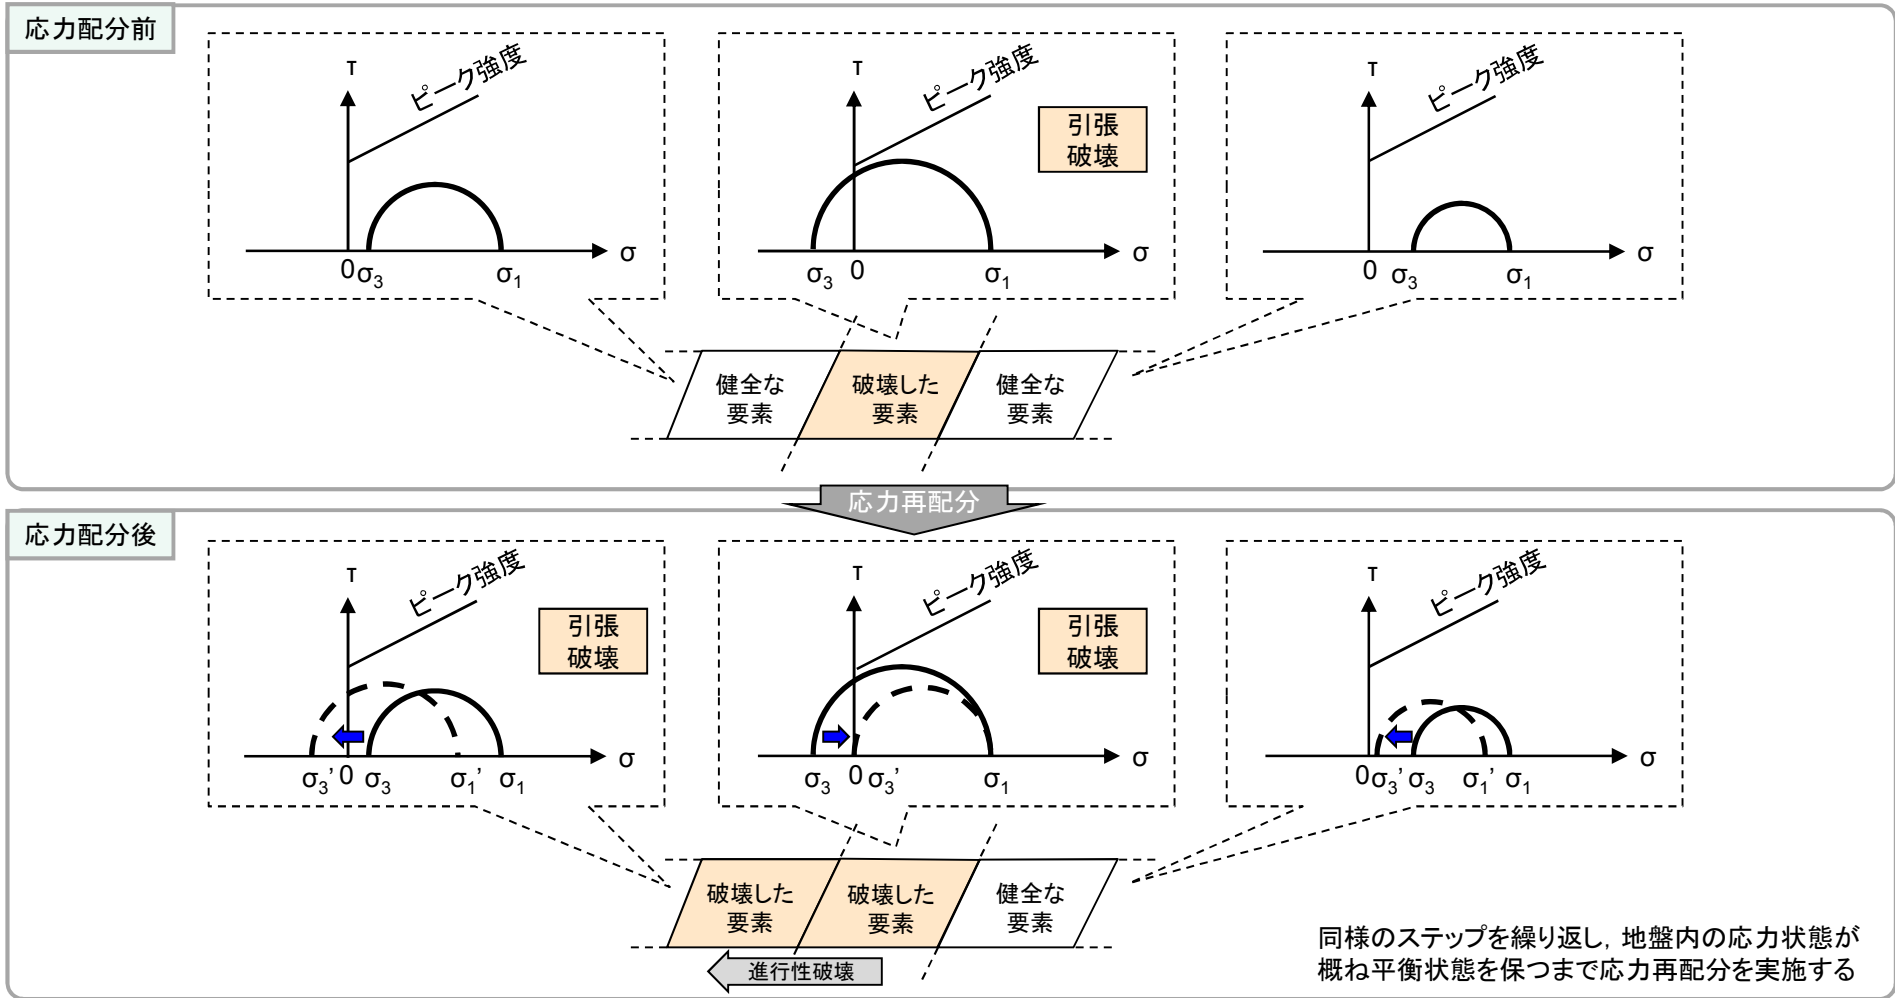 応力配分前
τ
ピーク強度
0
σ3
σ1
σ
τ
ピーク強度
引張
破壊
σ3
0
σ1
σ
τ
ピーク強度
0
σ3
σ1
σ
健全な
要素
破壊した
要素
健全な
要素
応力再配分
応力配分後
τ
ピーク強度
引張
破壊
σ3’
0
σ3
σ1’
σ1
σ
τ
ピーク強度
引張
破壊
σ3
0
σ3’
σ1
σ
τ
ピーク強度
0
σ3’
σ3
σ1’
σ1
σ
破壊した
要素
破壊した
要素
健全な
要素
進行性破壊
同様のステップを繰り返し，地盤内の応力状態が
概ね平衡状態を保つまで応力再配分を実施する